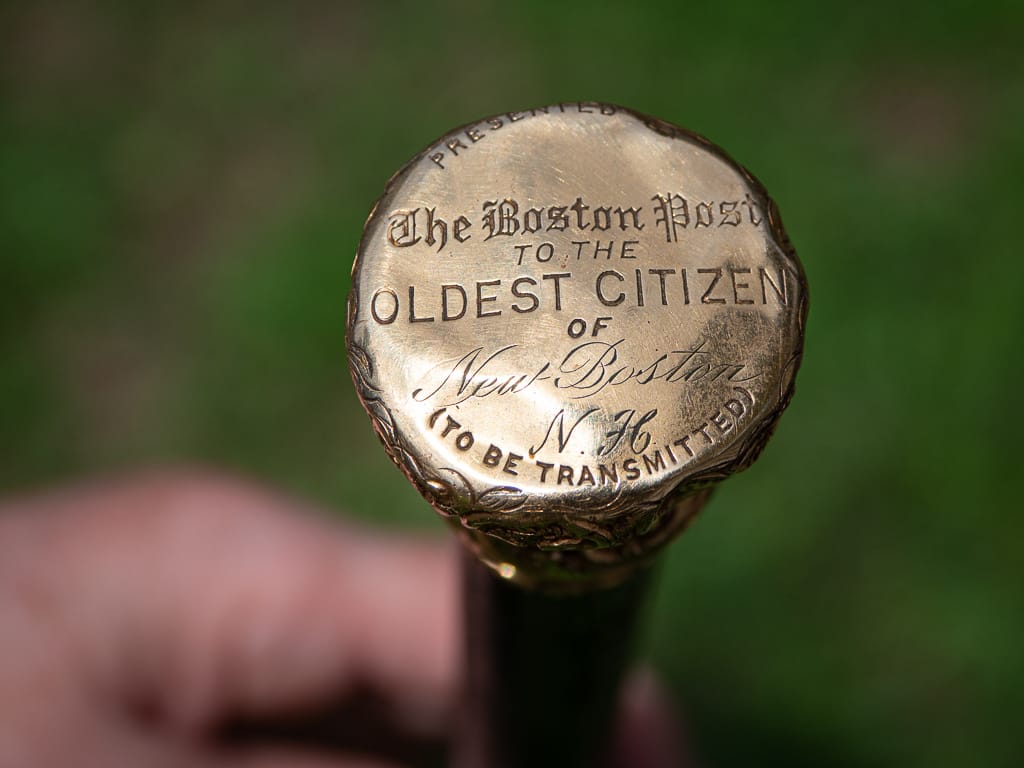 PRESENTED
The Boston Post
TO THE
OLDEST CITIZEN
OF
New Boston
N.H
(TO BE TRANSMITTED)